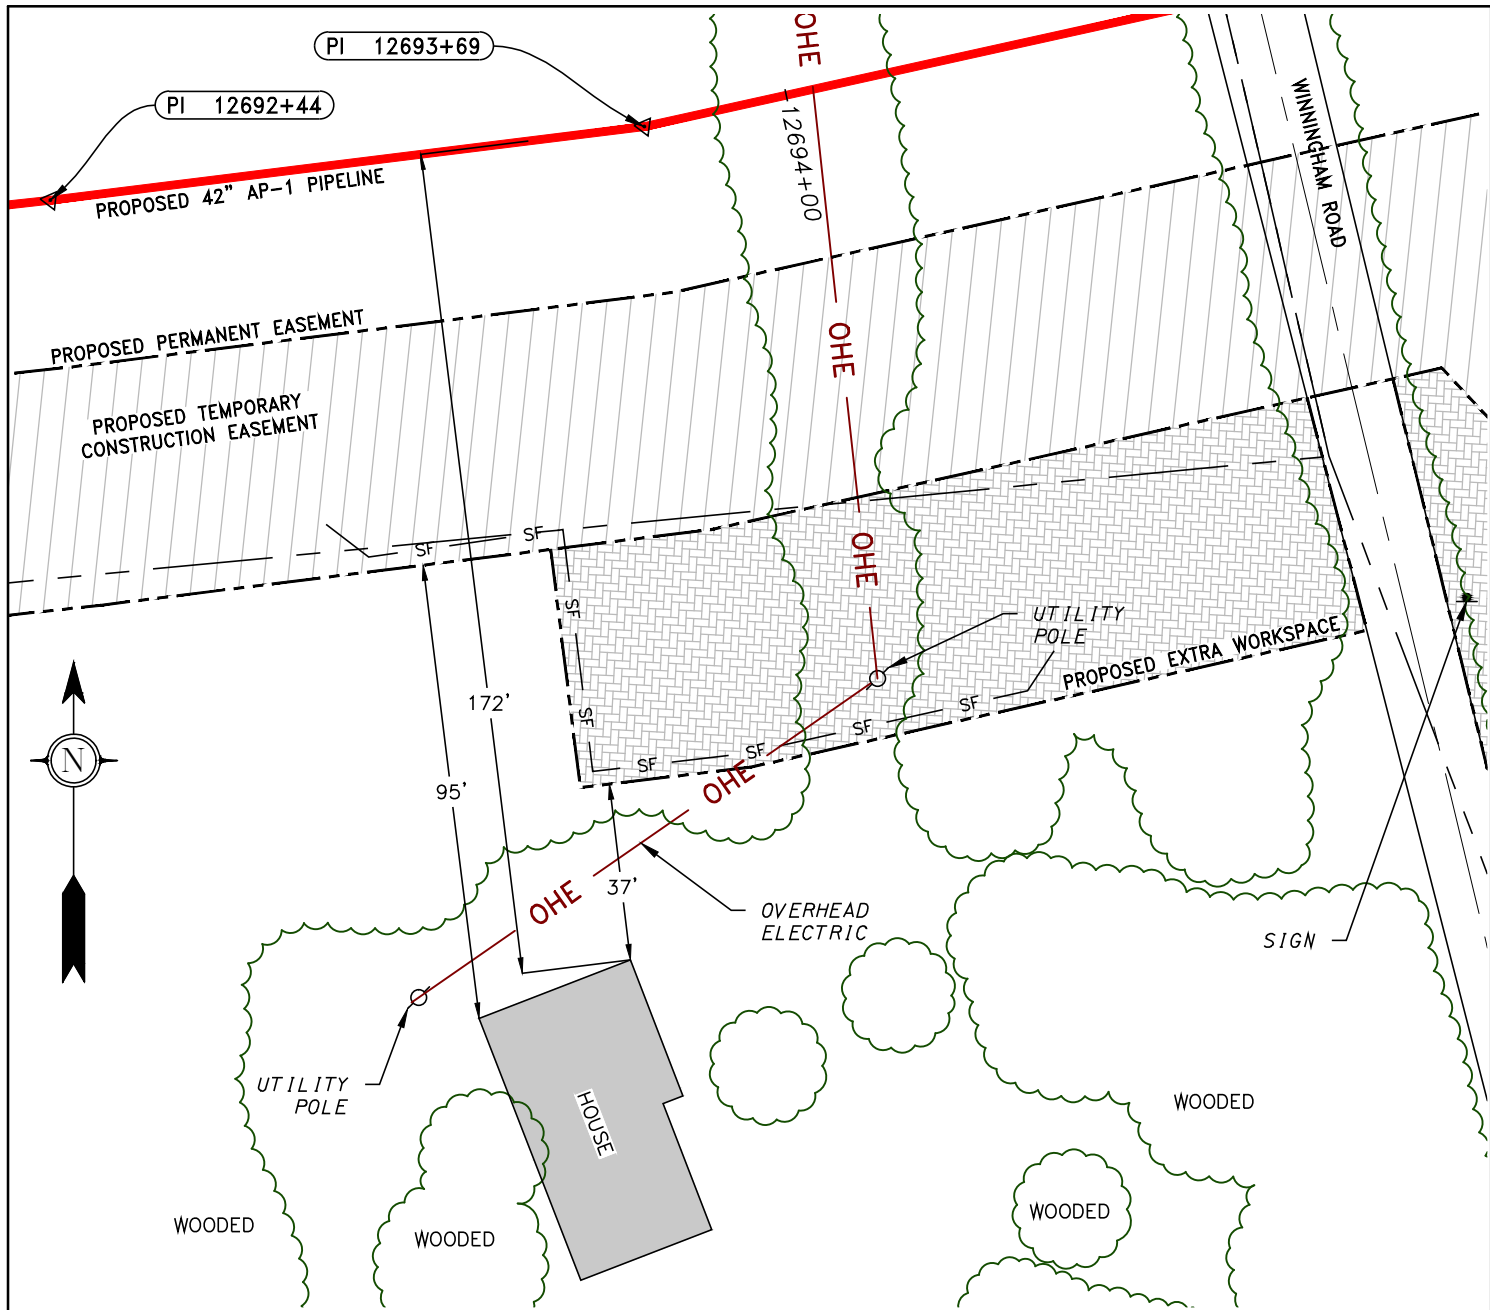 OHE
PI 12693+69
PI 12692+44
WINNINGHAM ROAD
12694+00
PROPOSED 42" AP-1 PIPELINE
PROPOSED PERMANENT EASEMENT
OHE
PROPOSED TEMPORARY
CONSTRUCTION EASEMENT
SF
SF
OHE
SF
UTILITY
POLE
PROPOSED EXTRA WORKSPACE
172'
SF
SF
SF
SF
SF
N
95'
OHE
37'
OHE
OVERHEAD
ELECTRIC
SIGN
UTILITY
POLE
HOUSE
WOODED
WOODED
WOODED
WOODED